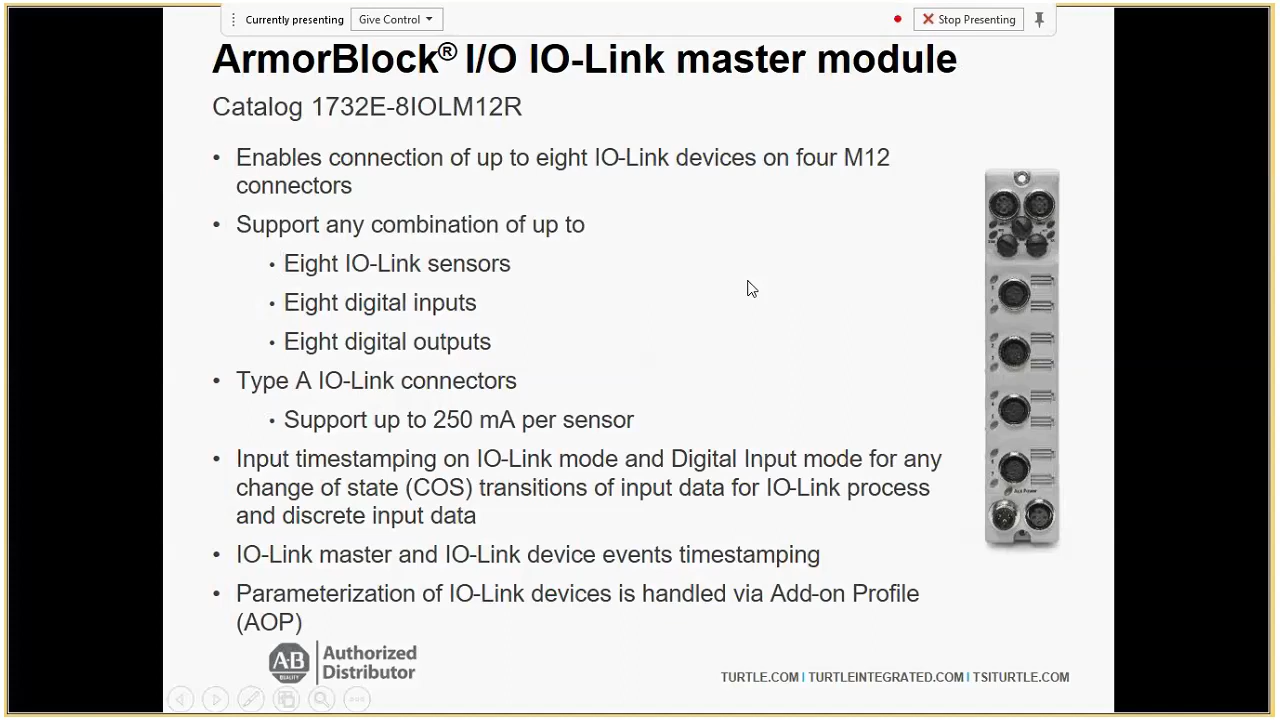 Currently presenting
Give Control
Stop Presenting
ArmorBlock® I/O IO-Link master module
Catalog 1732E-8IOLM12R
• Enables connection of up to eight IO-Link devices on four M12
connectors
• Support any combination of up to
• Eight IO-Link sensors
• Eight digital inputs
• Eight digital outputs
• Type A IO-Link connectors
• Support up to 250 mA per sensor
• Input timestamping on IO-Link mode and Digital Input mode for any
change of state (COS) transitions of input data for IO-Link process
and discrete input data
• IO-Link master and IO-Link device events timestamping
• Parameterization of IO-Link devices is handled via Add-on Profile
(AOP)
Aux Power
AB
QUALITY
Authorized
Distributor
TURTLE.COM I TURTLEINTEGRATED.COM I TSITURTLE.COM